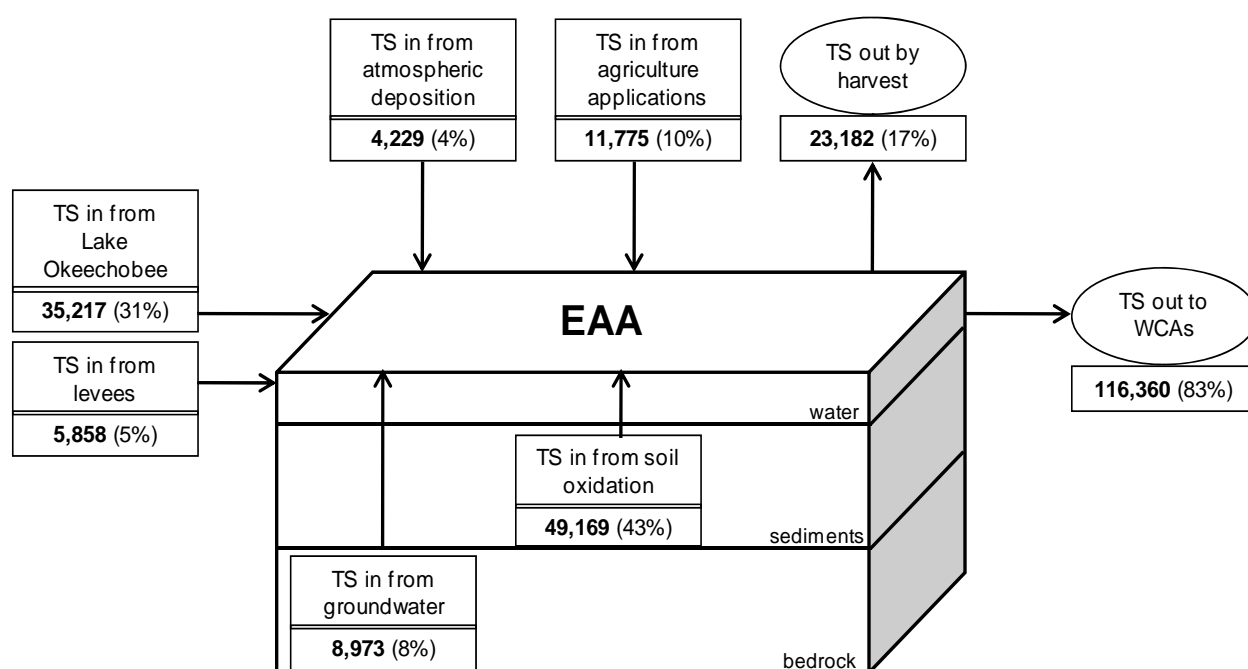 TS in from
atmospheric
deposition
4,229 (4%)
TS in from
agriculture
applications
11,775 (10%)
TS out by
harvest
23,182 (17%)
TS in from
Lake
Okeechobee
35,217 (31%)
TS in from
levees
5,858 (5%)
EAA
TS out to
WCAs
116,360 (83%)
water
TS in from soil
oxidation
49,169 (43%)
sediments
TS in from
groundwater
8,973 (8%)
bedrock